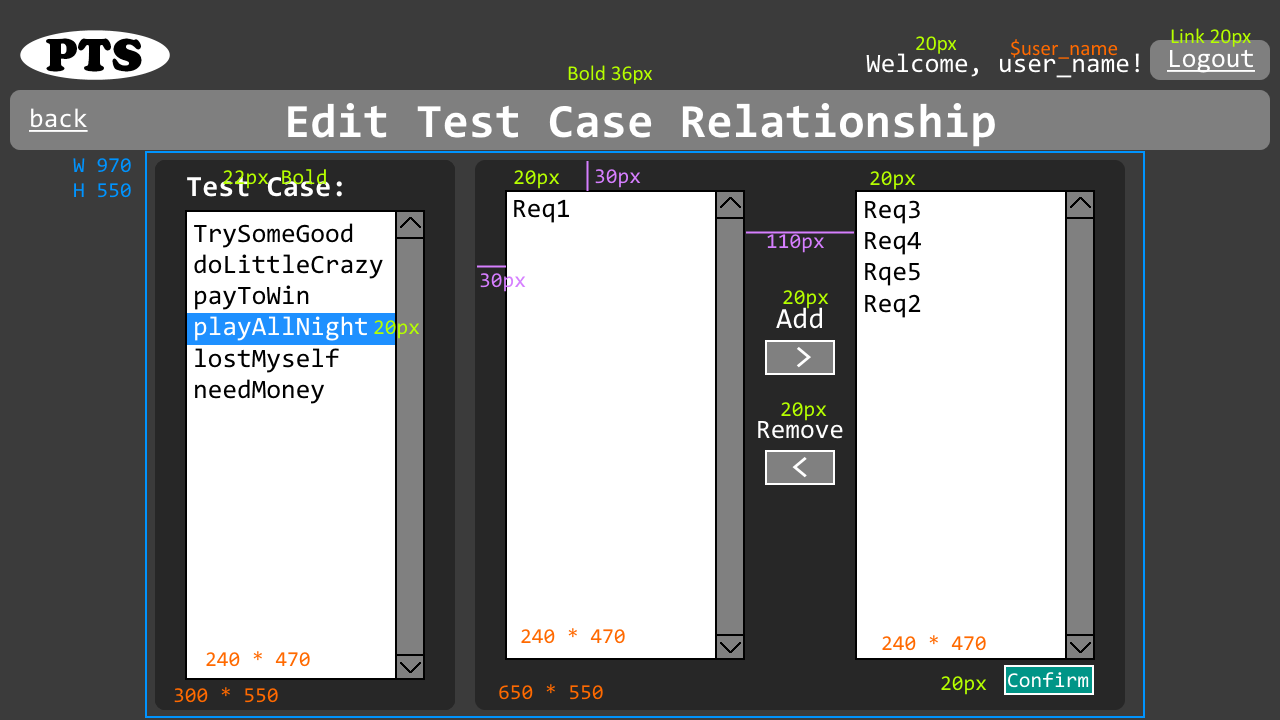 PTS
Bold 36px
20px
$user_name
Link 20px
Welcome, user_name!
Logout
back
Edit Test Case Relationship
W 970
H 550
22px Bold
Test Case:
TrySomeGood
doLittleCrazy
payToWin
playAllNight
20px
lostMyself
needMoney
240 * 470
300 * 550
20px
30px
Req1
30px
240 * 470
650 * 550
110px
20px
Add
>
20px
Remove
<
20px
Req3
Req4
Rqe5
Req2
240 * 470
20px
Confirm